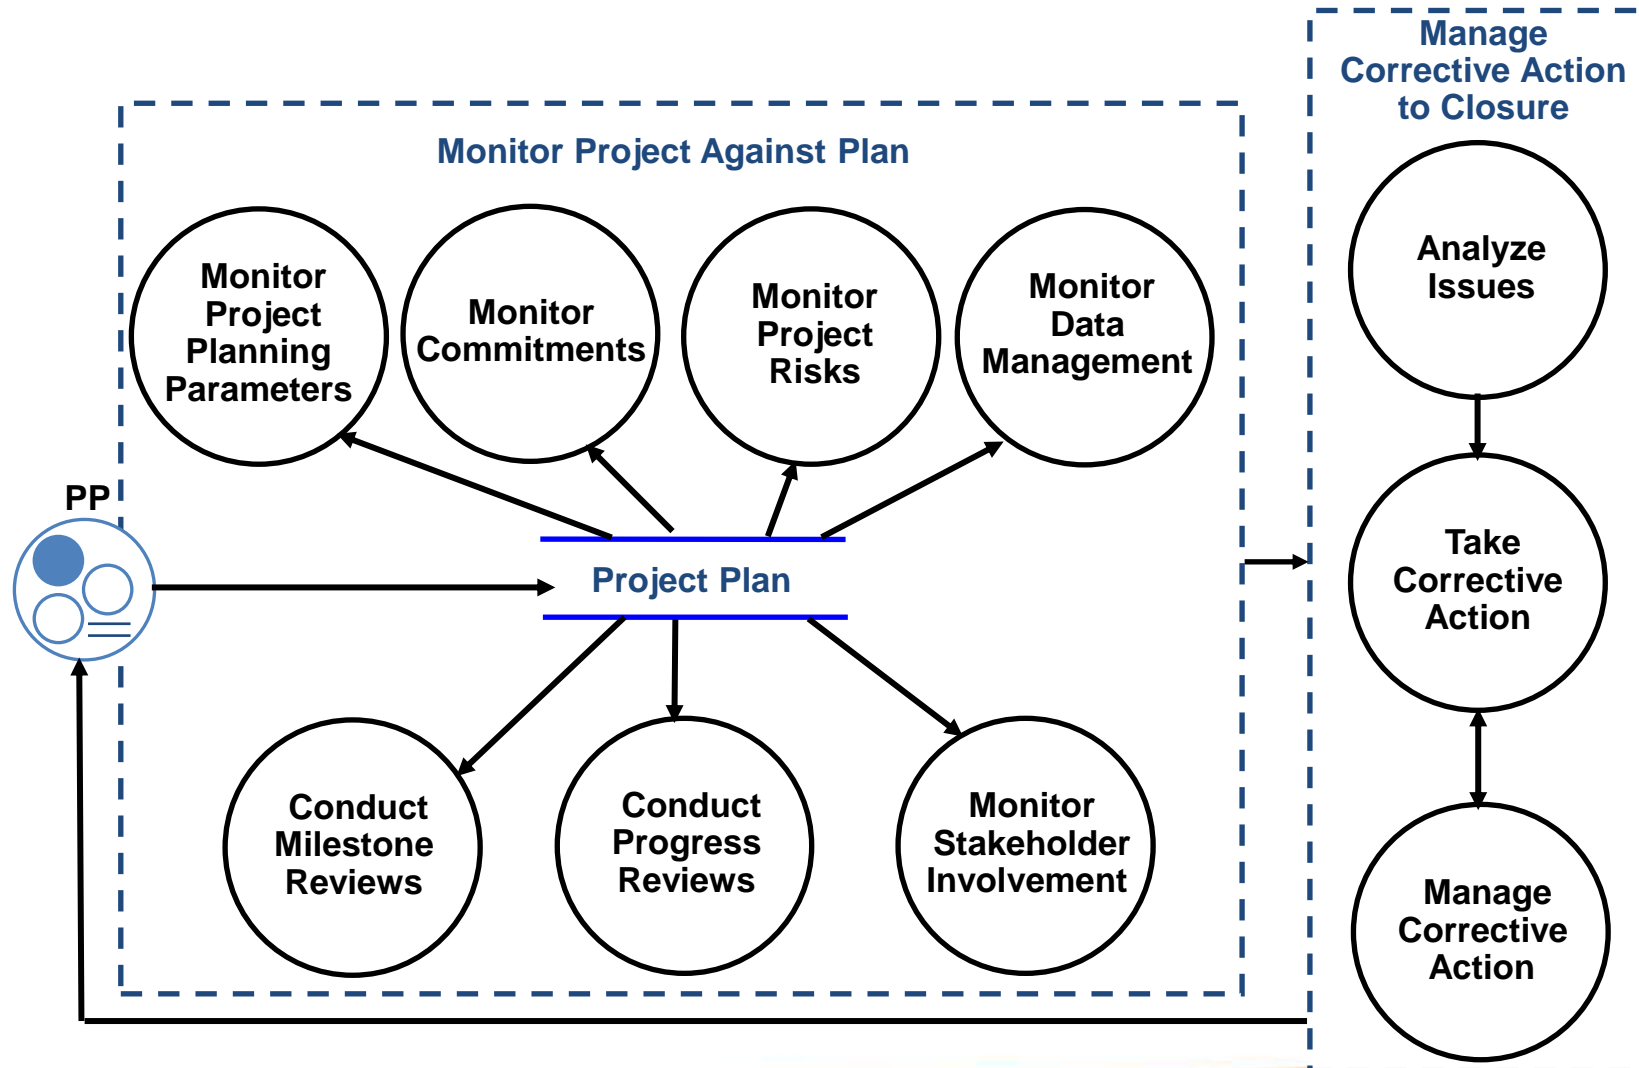 Manage
Corrective Action
to Closure
Monitor Project Against Plan
Monitor
Project
Planning
Parameters
Monitor
Commitments
Monitor
Project
Risks
Monitor
Data
Management
Analyze
Issues
PP
Project Plan
Take
Corrective
Action
Conduct
Milestone
Reviews
Conduct
Progress
Reviews
Monitor
Stakeholder
Involvement
Manage
Corrective
Action